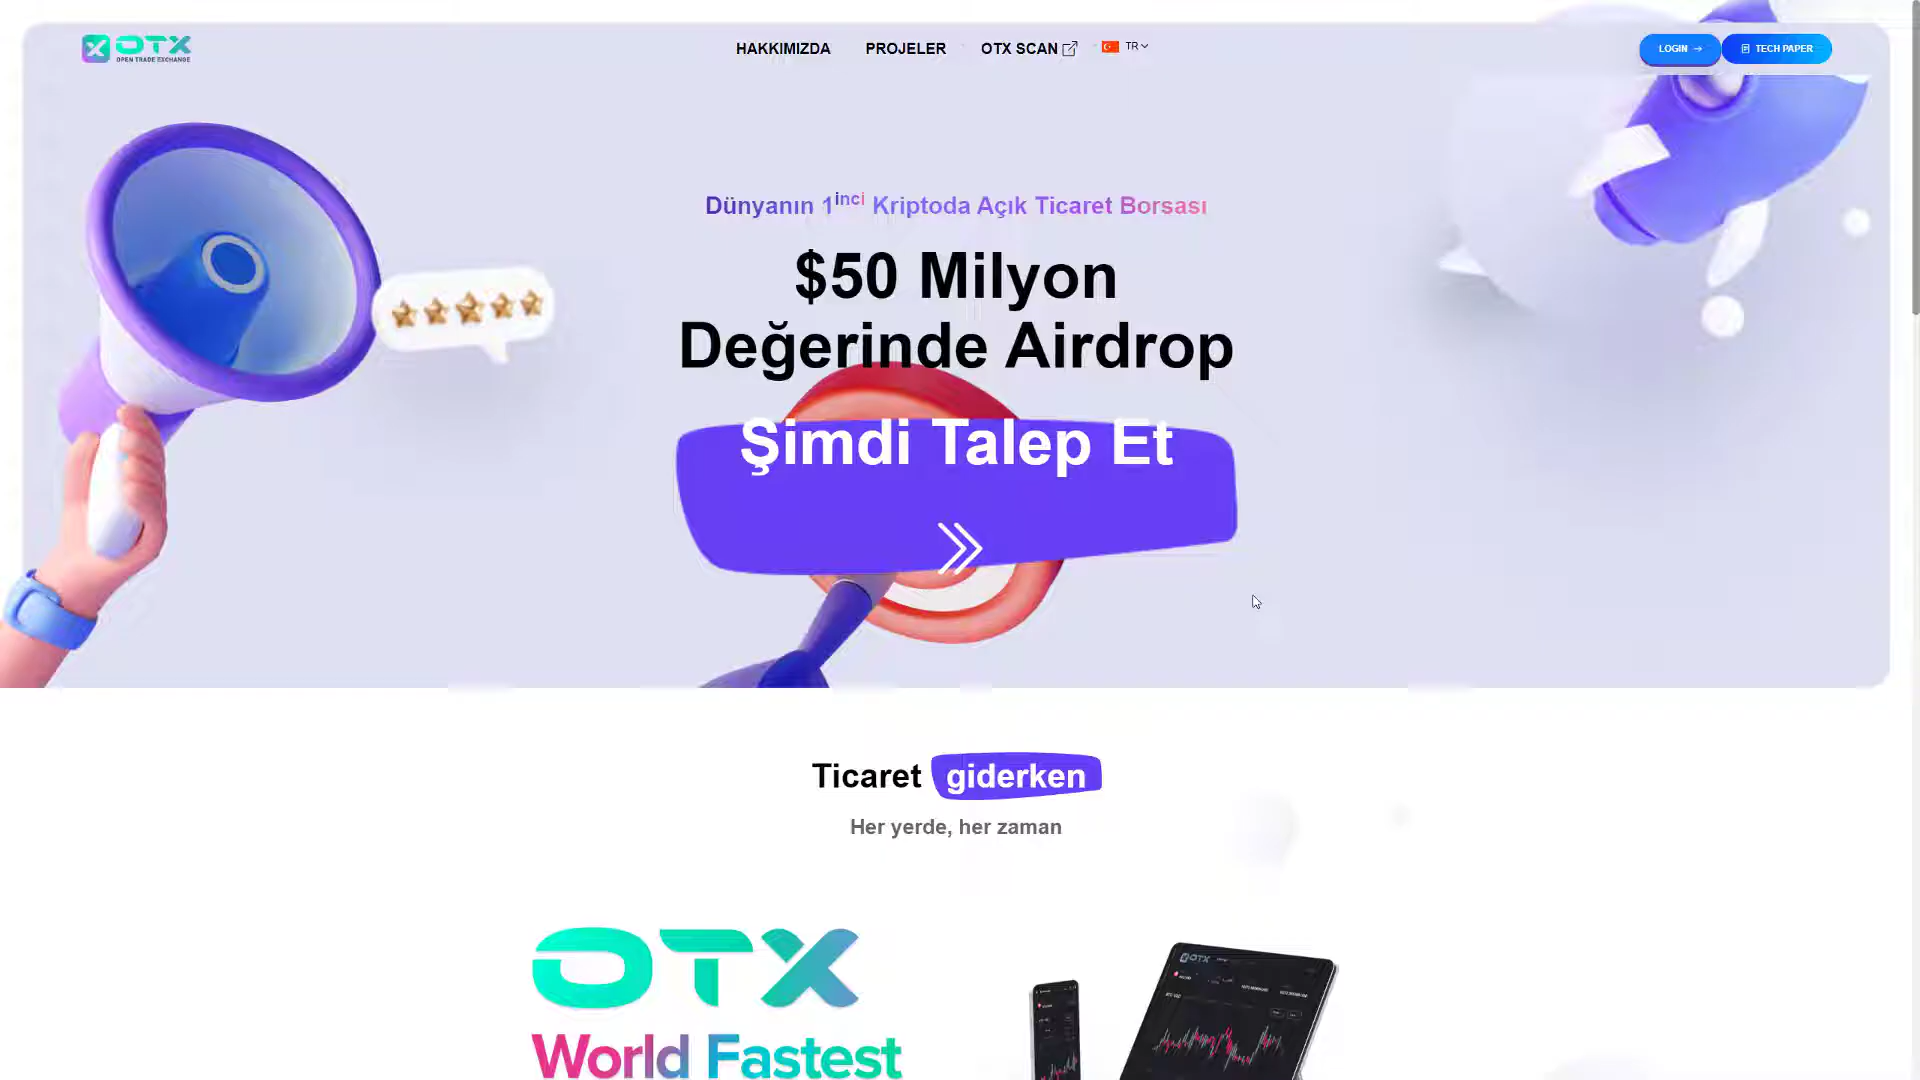 OTX
OPEN TRADE EXCHANGE
HAKKIMIZDA
PROJELER
OTX SCAN
TR
LOGIN
TECH PAPER
Dünyanın 1inci Kriptoda Açık Ticaret Borsası
$50 Milyon
Değerinde Airdrop
Şimdi Talep Et
Ticaret giderken
Her yerde, her zaman
OTX
World Fastest
OTX